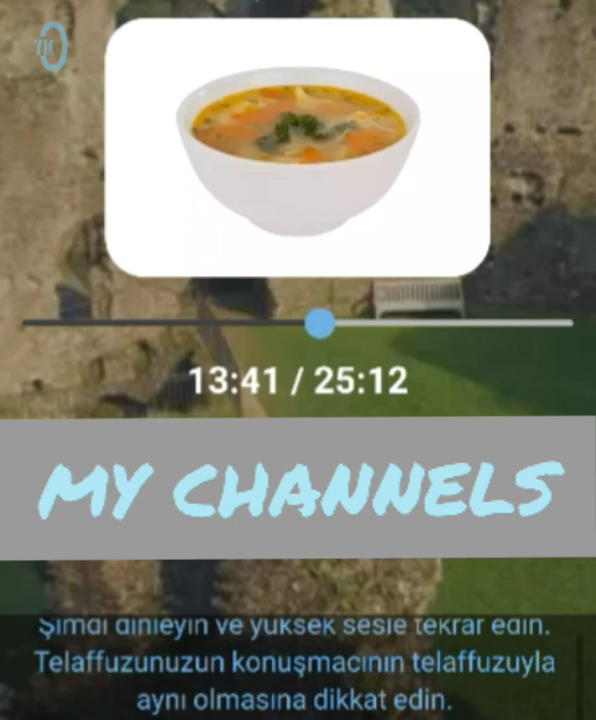 13:41 / 25:12
MY CHANNELS
Şimdi dinleyin ve yüksek sesle tekrar edin.
Telaffuzunuzun konuşmacının telaffuzuyla
aynı olmasına dikkat edin.